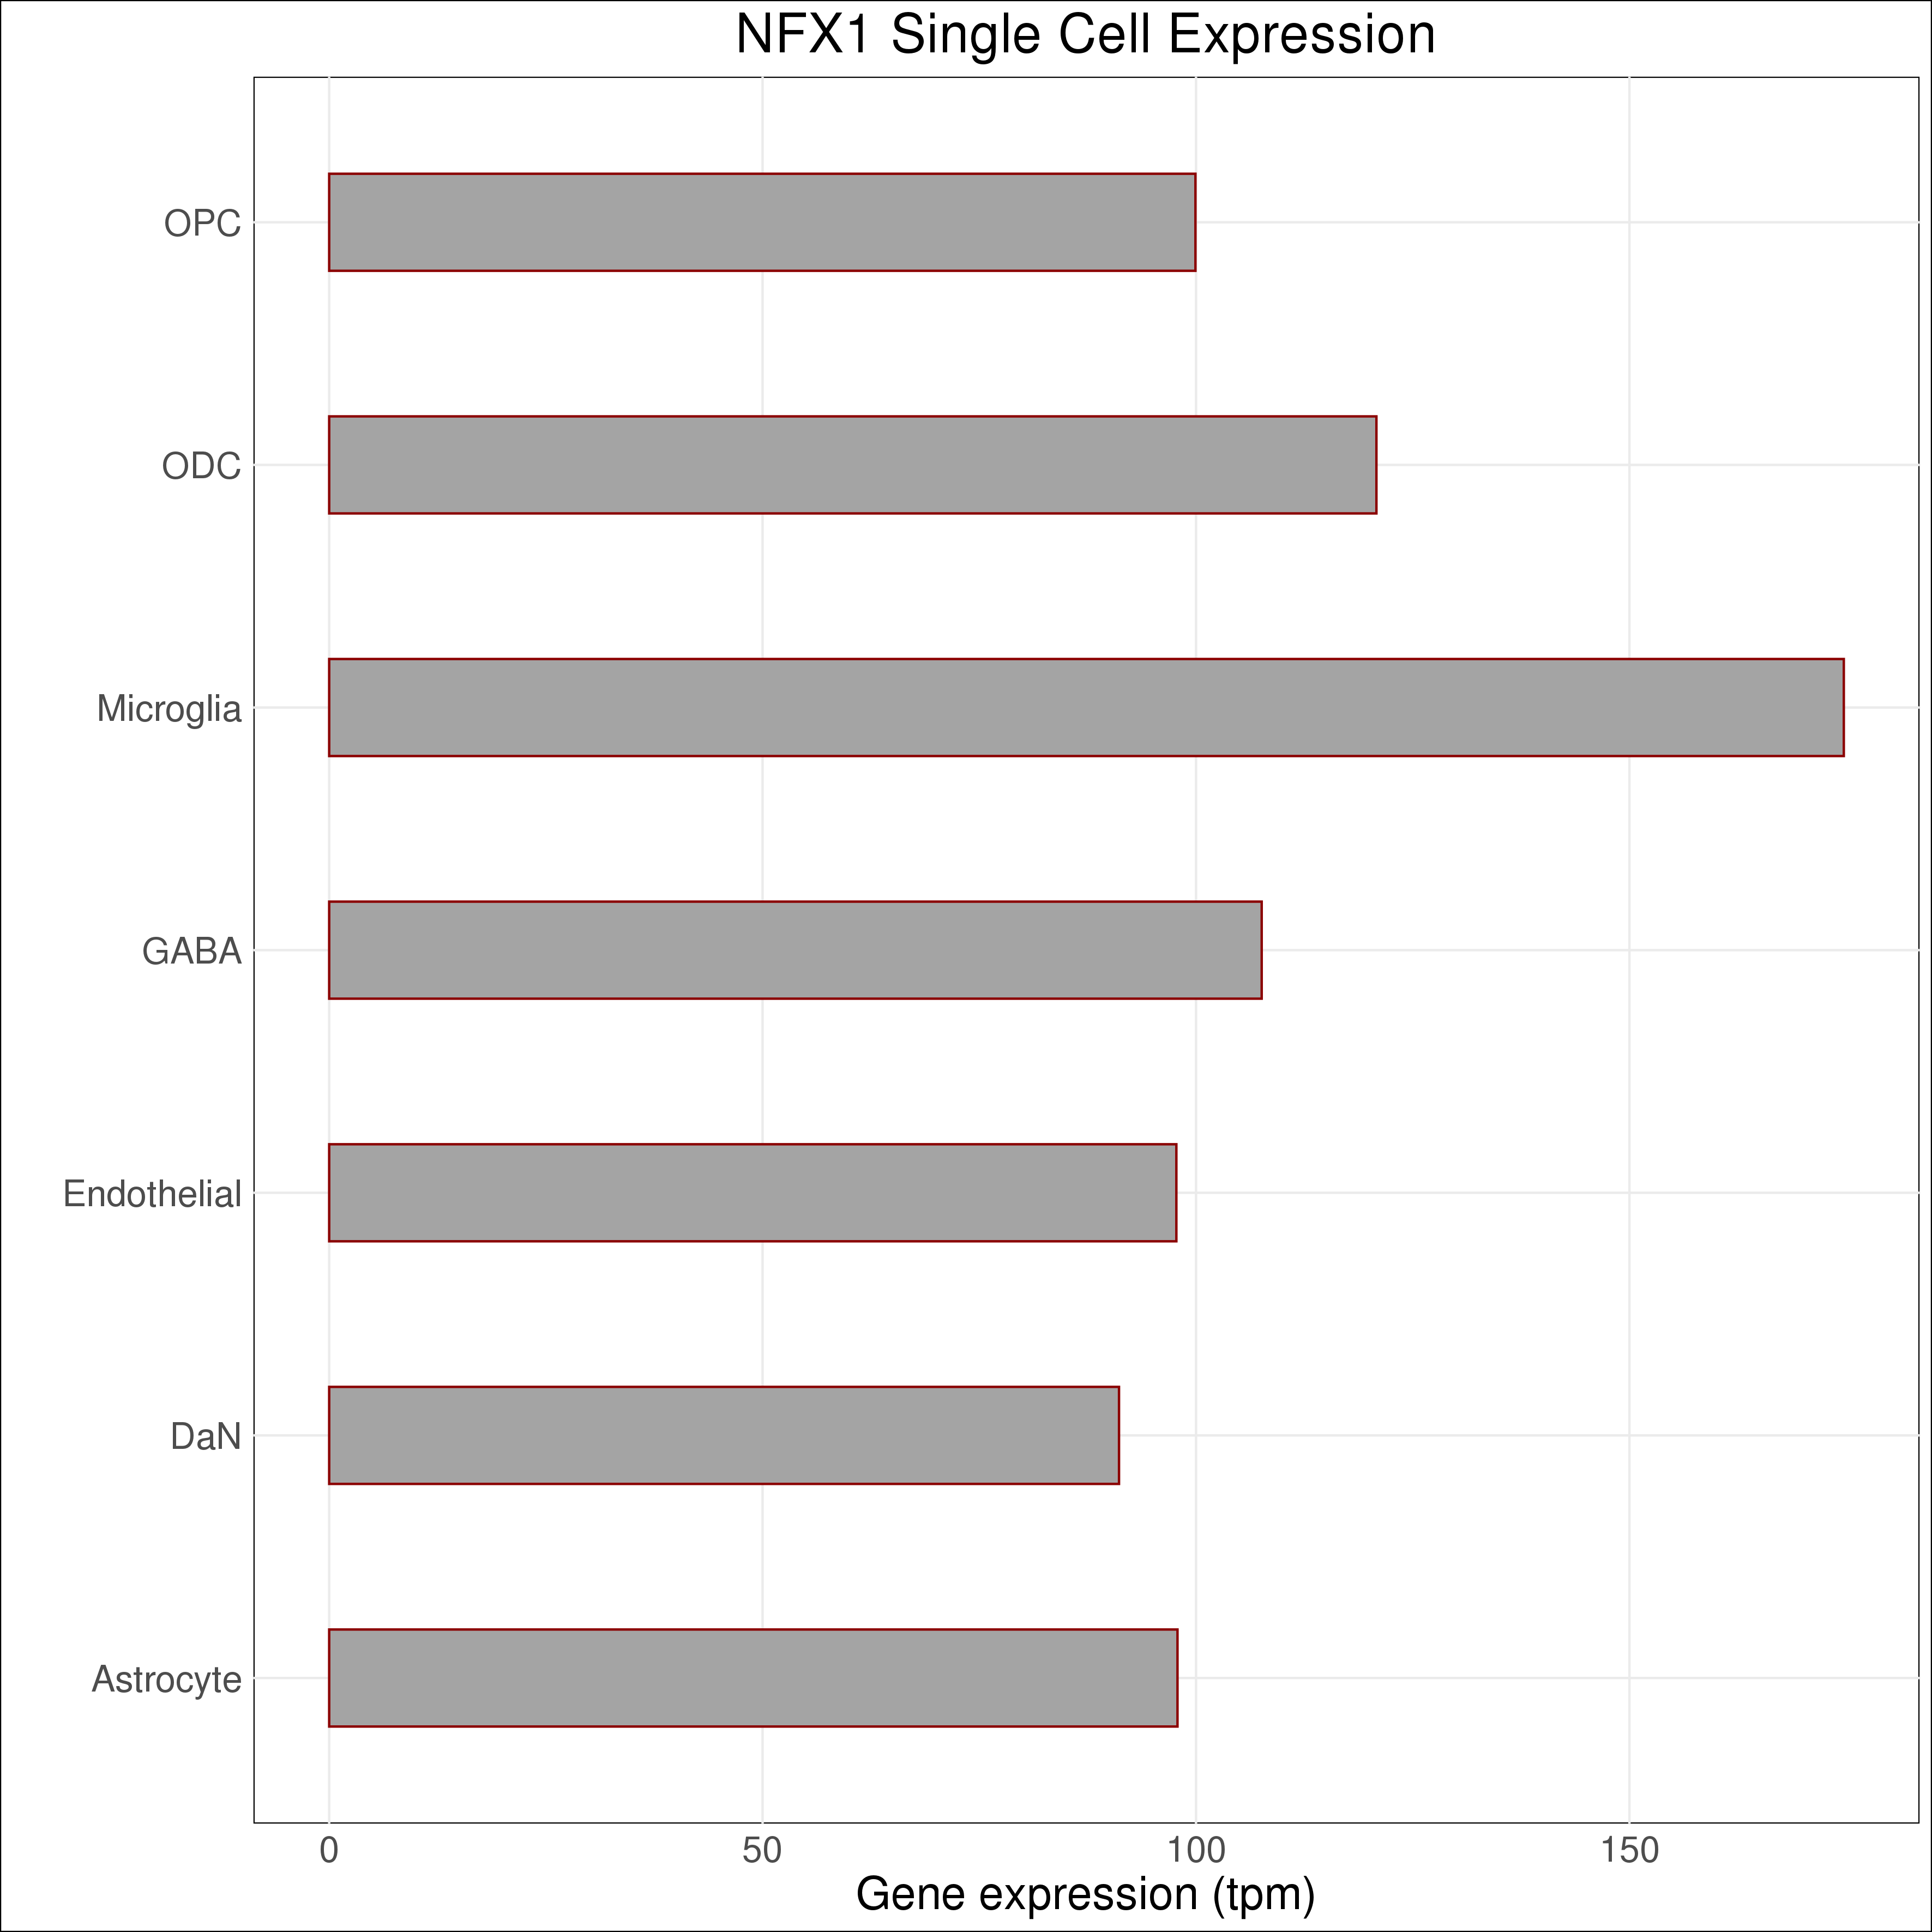 NFX1 Single Cell Expression
OPC
ODC
Microglia
GABA
Endothelial
DaN
Astrocyte
0 50 100 150
Gene expression (tpm)